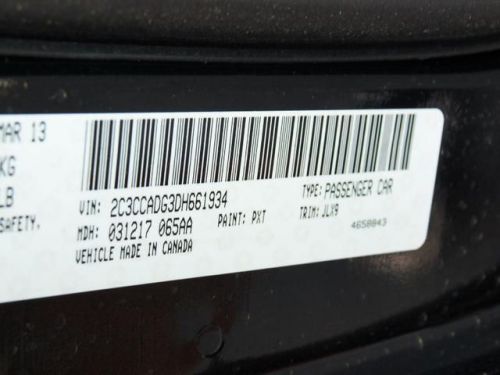 MAR 13
KG
LB
SAFETY.
VIN: 2C3CCADG3DH661934
TYPE: PASSENGER CAR
MDH: 031217 065AA
PAINT: PXT
TRIM: JLX9
VEHICLE MADE IN CANADA
4658043